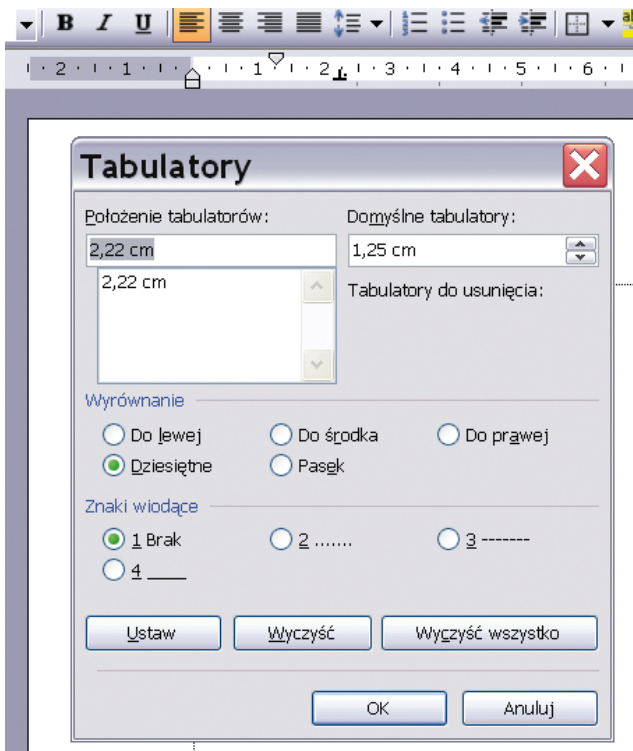 B I U
2 1 1 2 3 4 5 6
Tabulatory
Położenie tabulatorów: Domyślne tabulatory:
2,22 cm 1,25 cm
2,22 cm Tabulatory do usunięcia:
Wyrównanie
Do lewej Do środka Do prawej
Dziesiętne Pasek
Znaki wiodące
1 Brak 2 ....... 3 -------
4 ____
Ustaw Wyczyść Wyczyść wszystko
OK Anuluj